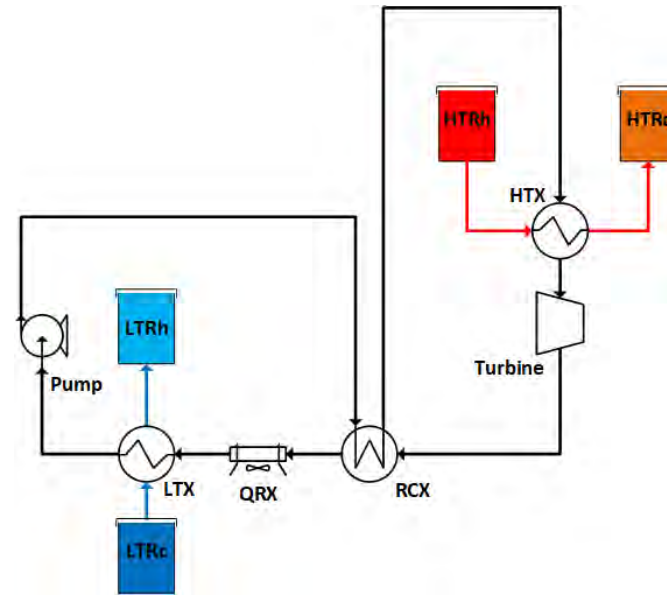 HTRh
HTRc
HTX
LTRh
Pump
Turbine
LTX
QRX
RCX
LTRc